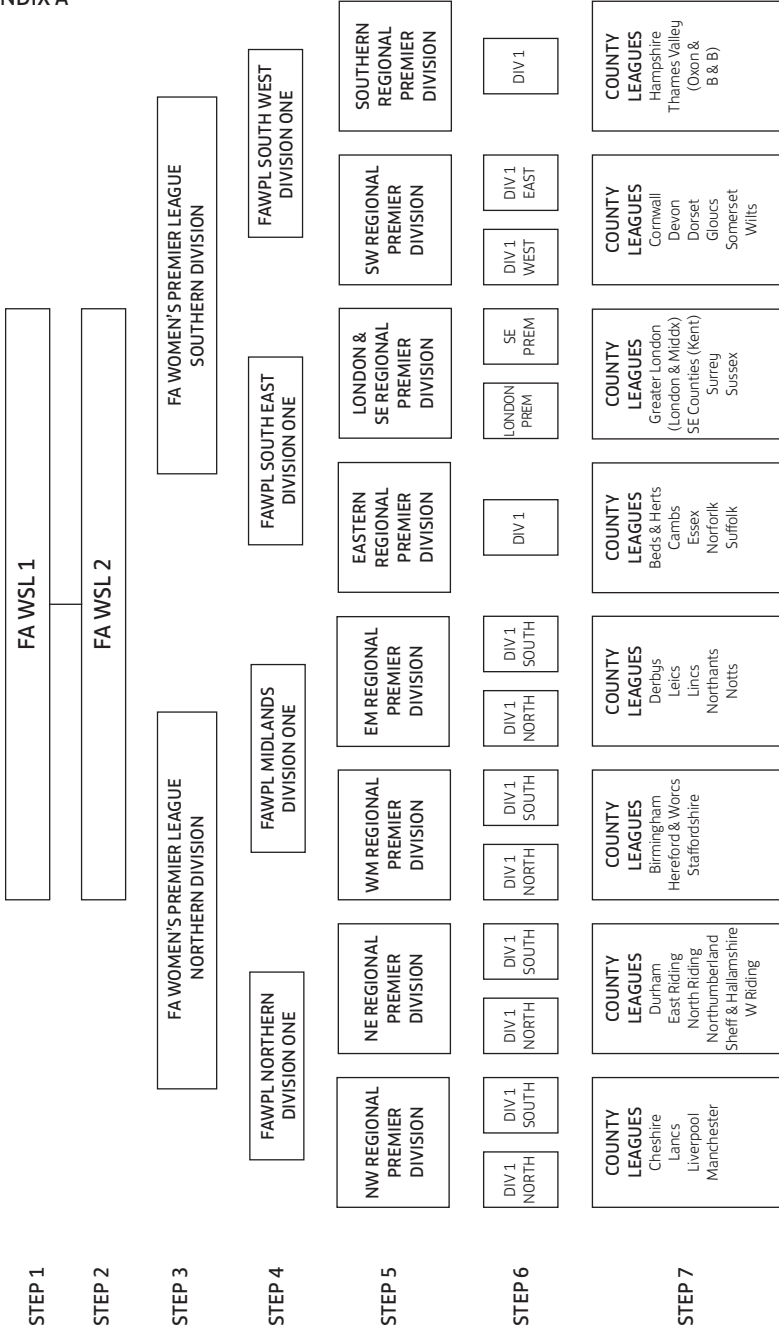 NDIX A
STEP 1
FA WSL 1
STEP 2
FA WSL 2
STEP 3
FA WOMEN'S PREMIER LEAGUE
NORTHERN DIVISION
FA WOMEN'S PREMIER LEAGUE
SOUTHERN DIVISION
STEP 4
FAWPL NORTHERN
DIVISION ONE
FAWPL MIDLANDS
DIVISION ONE
FAWPL SOUTH EAST
DIVISION ONE
FAWPL SOUTH WEST
DIVISION ONE
STEP 5
NW REGIONAL
PREMIER
DIVISION
NE REGIONAL
PREMIER
DIVISION
WM REGIONAL
PREMIER
DIVISION
EM REGIONAL
PREMIER
DIVISION
EASTERN
REGIONAL
PREMIER
DIVISION
LONDON &
SE REGIONAL
PREMIER
DIVISION
SW REGIONAL
PREMIER
DIVISION
SOUTHERN
REGIONAL
PREMIER
DIVISION
STEP 6
DIV 1
NORTH
DIV 1
SOUTH
DIV 1
NORTH
DIV 1
SOUTH
DIV 1
NORTH
DIV 1
SOUTH
DIV 1
NORTH
DIV 1
SOUTH
DIV 1
LONDON
PREM
SE
PREM
DIV 1
WEST
DIV 1
EAST
DIV 1
STEP 7
COUNTY
LEAGUES
Cheshire
Lancs
Liverpool
Manchester
COUNTY
LEAGUES
Durham
East Riding
North Riding
Northumberland
Sheff & Hallamshire
W Riding
COUNTY
LEAGUES
Birmingham
Hereford & Worcs
Staffordshire
COUNTY
LEAGUES
Derbys
Leics
Lincs
Northants
Notts
COUNTY
LEAGUES
Beds & Herts
Cambs
Essex
Norforlk
Suffolk
COUNTY
LEAGUES
Greater London
(London & Middx)
SE Counties (Kent)
Surrey
Sussex
COUNTY
LEAGUES
Cornwall
Devon
Dorset
Gloucs
Somerset
Wilts
COUNTY
LEAGUES
Hampshire
Thames Valley
(Oxon &
B & B)